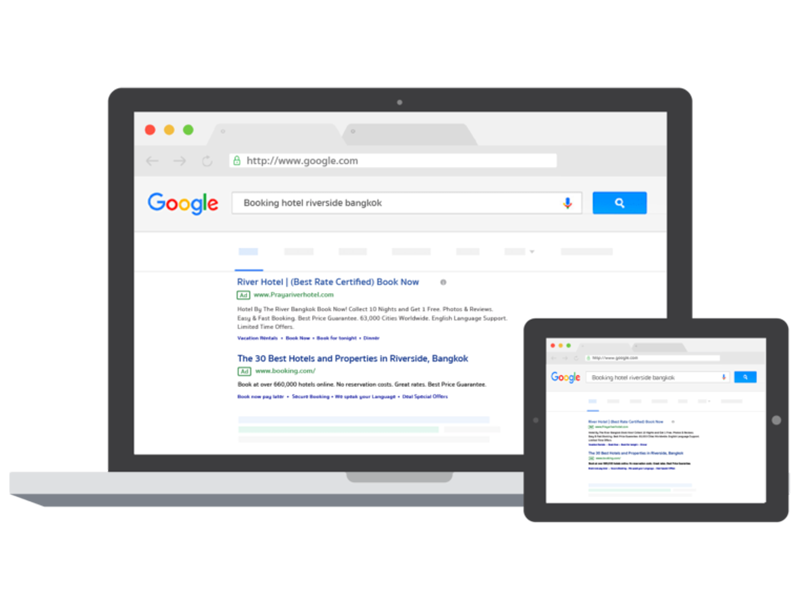 http://www.google.com
Google
Booking hotel riverside bangkok
River Hotel | (Best Rate Certified) Book Now
Ad www.Prayariverhotel.com
Hotel By The River Bangkok Book Now! Collect 10 Nights and Get 1 Free. Photos & Reviews.
Easy & Fast Booking. Best Price Guarantee. 63,000 Cities Worldwide. English Language Support.
Limited Time Offers.
Vacation Rentals • Book Now • Book for tonight •
The 30 Best Hotels and Properties in Riverside, Bangkok
Ad www.booking.com/
Book at over 660,000 hotels online. No reservation costs. Great rates. Best Price Guarantee.
Book now pay later • Secure Booking • We speak your Language • Deal Special Offers
http://www.google.com
Google
Booking hotel riverside bangkok
River Hotel | (Best Rate Certified) Book Now
The 30 Best Hotels and Properties in Riverside, Bangkok